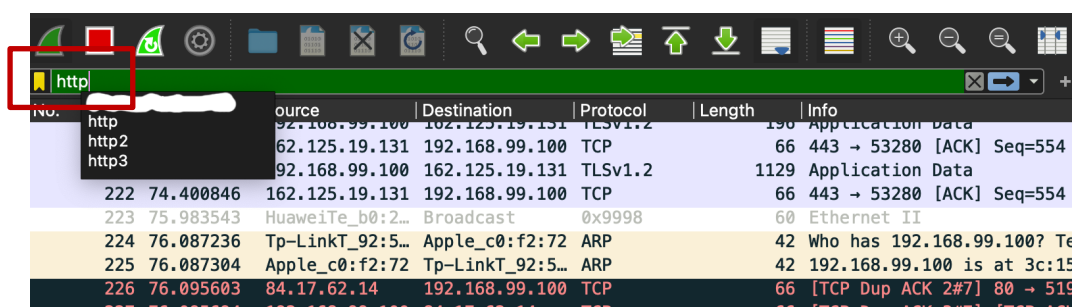 http
No. Source Destination Protocol Length Info
http
http2
http3
92.168.99.100 162.125.19.131 TLSv1.2 196 Application Data
62.125.19.131 192.168.99.100 TCP 66 443 → 53280 [ACK] Seq=554
92.168.99.100 162.125.19.131 TLSv1.2 1129 Application Data
222 74.400846 162.125.19.131 192.168.99.100 TCP 66 443 → 53280 [ACK] Seq=554
223 75.983543 HuaweiTe_b0:2… Broadcast 0x9998 60 Ethernet II
224 76.087236 Tp-LinkT_92:5… Apple_c0:f2:72 ARP 42 Who has 192.168.99.100? Te
225 76.087304 Apple_c0:f2:72 Tp-LinkT_92:5… ARP 42 192.168.99.100 is at 3c:15
226 76.095603 84.17.62.14 192.168.99.100 TCP 66 [TCP Dup ACK 2#7] 80 → 519